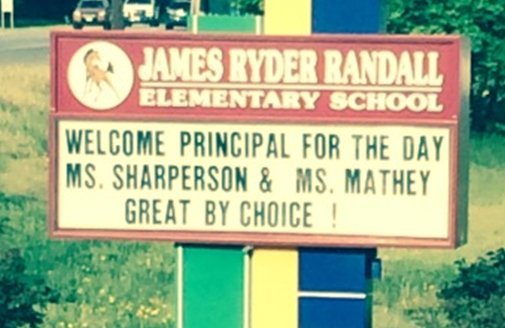 JAMES RYDER RANDALL
ELEMENTARY SCHOOL
WELCOME PRINCIPAL FOR THE DAY
MS. SHARPERSON & MS. MATHEY
GREAT BY CHOICE !